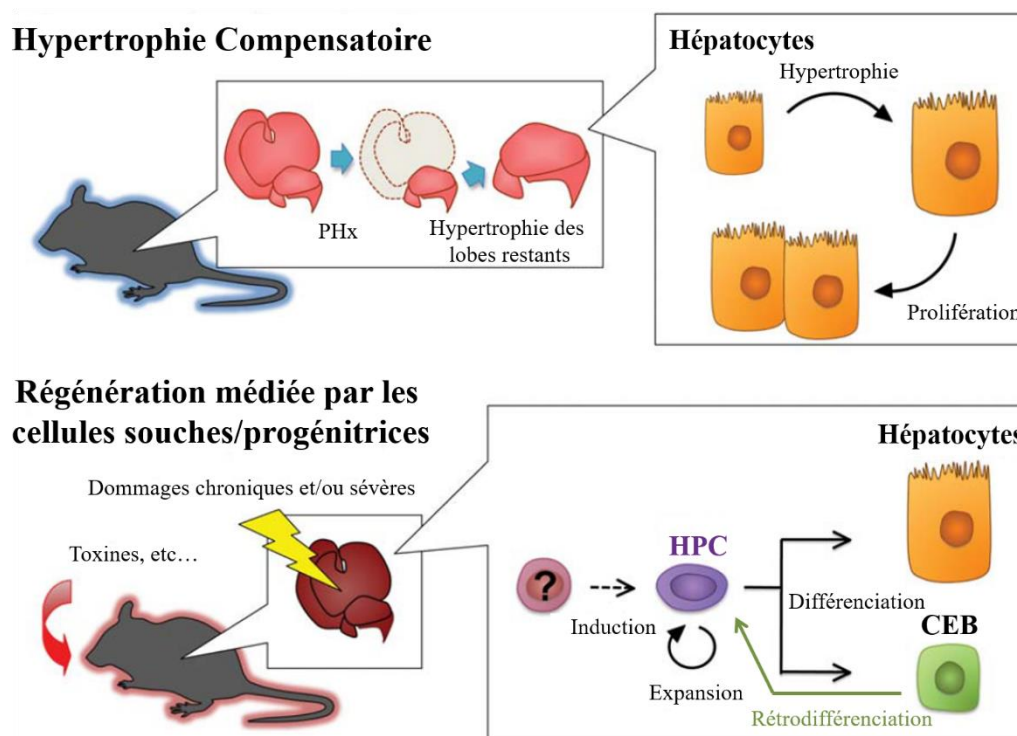 Hypertrophie Compensatoire
PHx
Hypertrophie des
lobes restants
Hépatocytes
Hypertrophie
Prolifération
Régénération médiée par les
cellules souches/progénitrices
Dommages chroniques et/ou sévères
Toxines, etc…
Hépatocytes
?
Induction
HPC
Expansion
Différenciation
CEB
Rétrodifférenciation